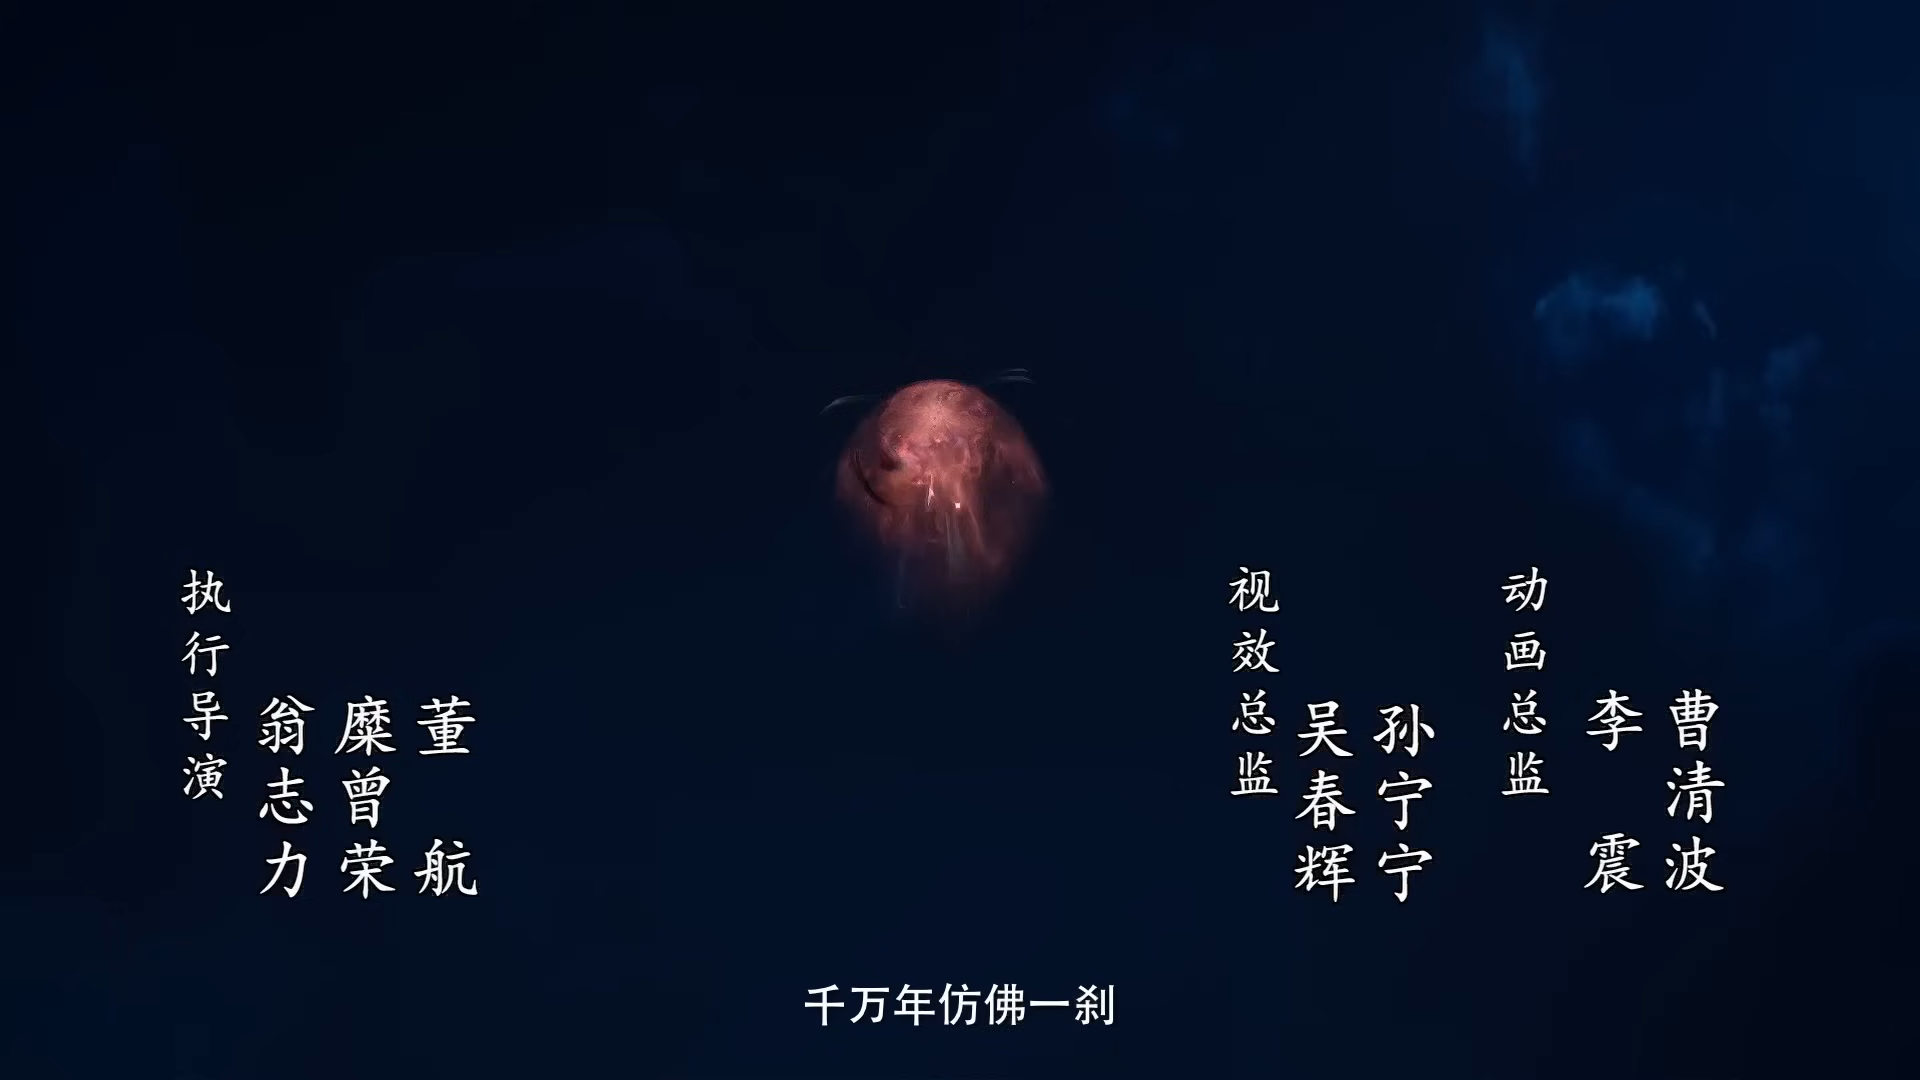 执行导演
翁志力
糜曾荣
董航
视效总监
吴春辉
孙宁宁
动画总监
李震
曹清波
千万年仿佛一刹